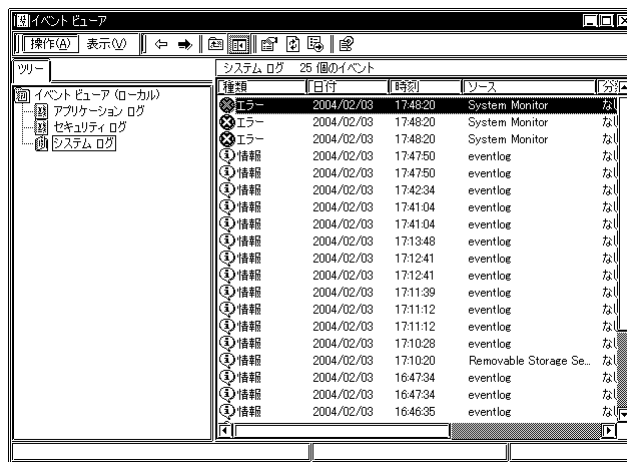 イベント ビューア
操作(A) 表示(V)
ツリー
システム ログ 25 個のイベント
イベント ビューア (ローカル)
アプリケーション ログ
セキュリティ ログ
システム ログ
種類 日付 時刻 ソース
エラー 2004/02/03 17:48:20 System Monitor なし
エラー 2004/02/03 17:48:20 System Monitor なし
エラー 2004/02/03 17:48:20 System Monitor なし
情報 2004/02/03 17:47:50 eventlog なし
情報 2004/02/03 17:47:50 eventlog なし
情報 2004/02/03 17:42:34 eventlog なし
情報 2004/02/03 17:41:04 eventlog なし
情報 2004/02/03 17:41:04 eventlog なし
情報 2004/02/03 17:13:48 eventlog なし
情報 2004/02/03 17:12:41 eventlog なし
情報 2004/02/03 17:12:41 eventlog なし
情報 2004/02/03 17:11:39 eventlog なし
情報 2004/02/03 17:11:12 eventlog なし
情報 2004/02/03 17:11:12 eventlog なし
情報 2004/02/03 17:10:28 eventlog なし
情報 2004/02/03 17:10:20 Removable Storage Se... なし
情報 2004/02/03 16:47:34 eventlog なし
情報 2004/02/03 16:47:34 eventlog なし
情報 2004/02/03 16:46:35 eventlog なし